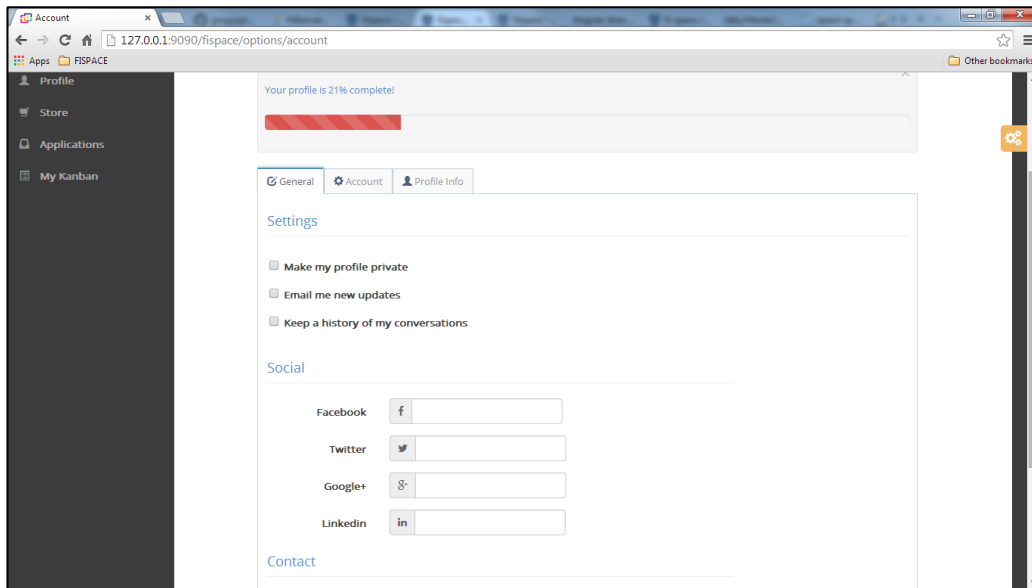 Account
127.0.0.1:9090/fispace/options/account
Apps FISPACE Other bookmarks
Profile
Your profile is 21% complete!
Store
Applications
My Kanban
General Account Profile Info
Settings
Make my profile private
Email me new updates
Keep a history of my conversations
Social
Facebook
Twitter
Google+
Linkedin
Contact